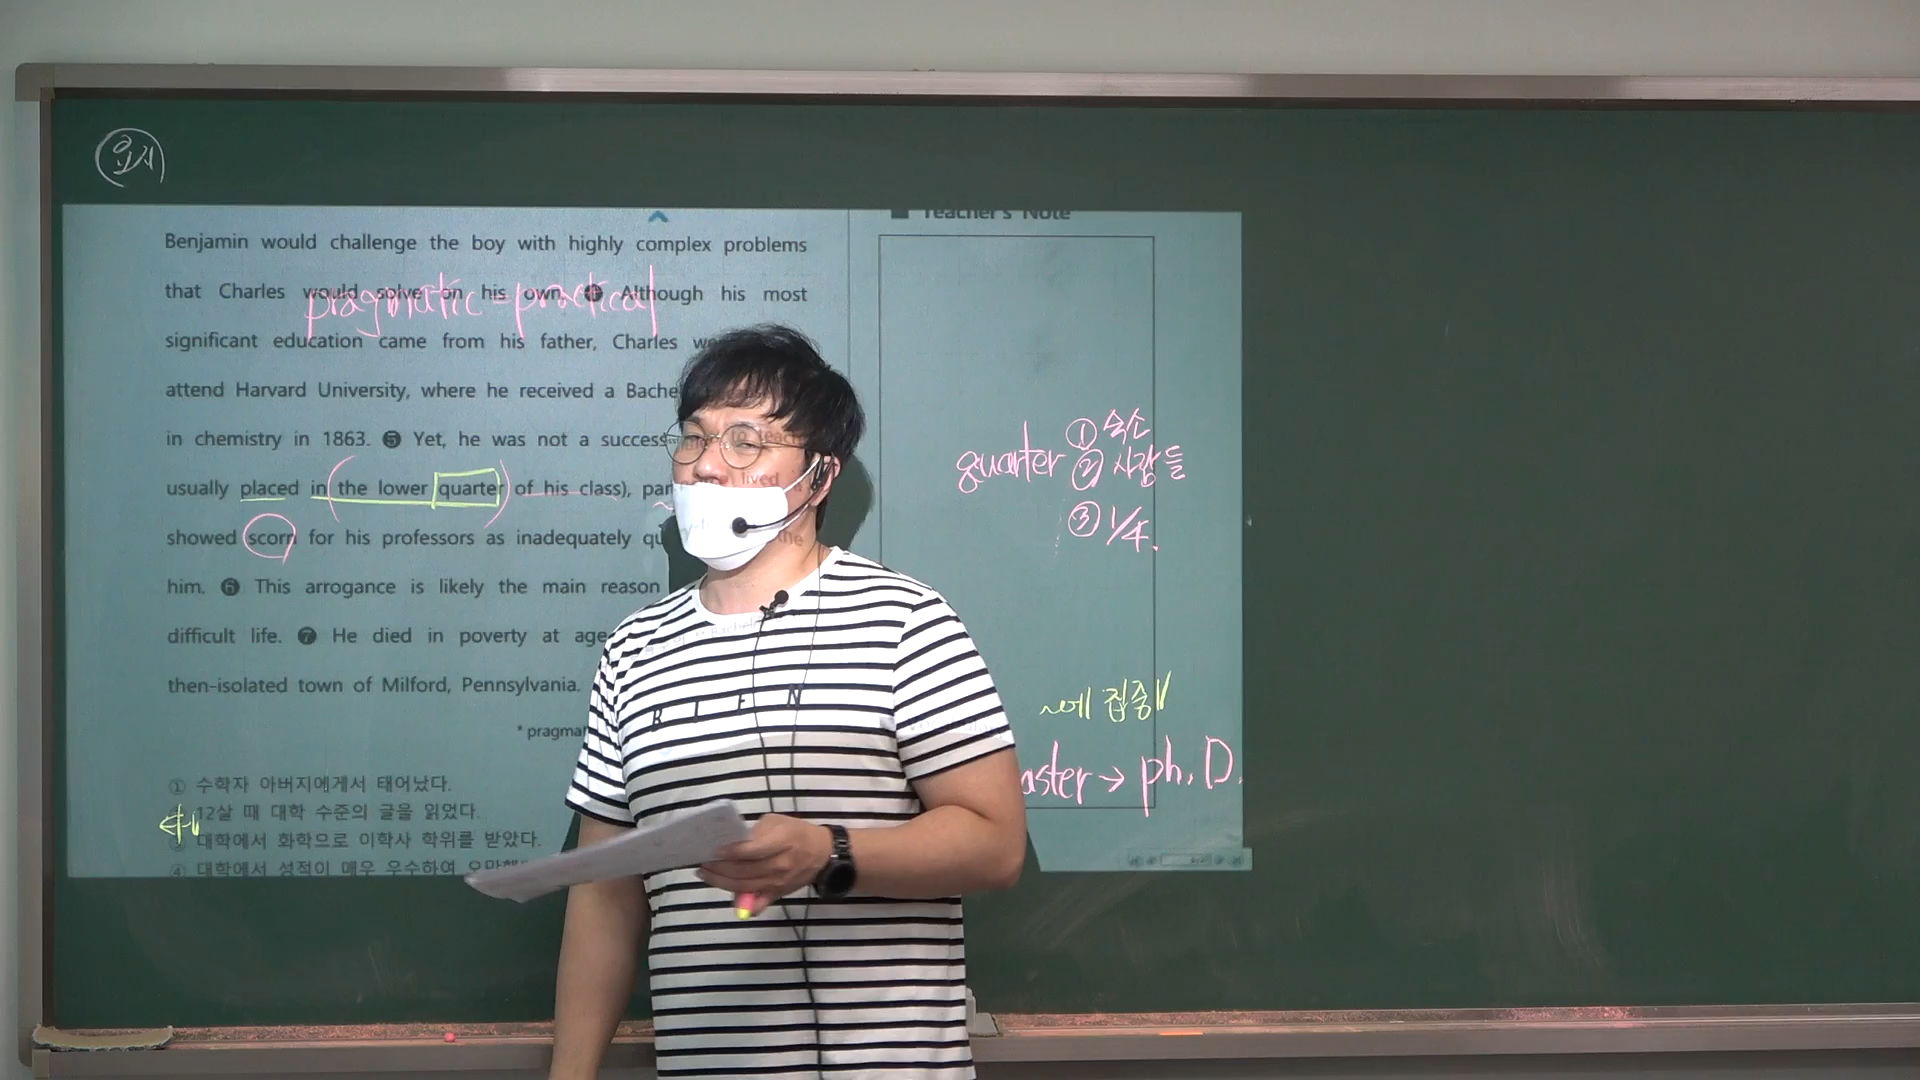 요지
■ Teacher's Note
Benjamin would challenge the boy with highly complex problems
that Charles would solve on his own. ❹ Although his most
pragmatic = practical
significant education came from his father, Charles
attend Harvard University, where he received a
in chemistry in 1863. ❺ Yet, he was not a
usually placed in (the lower quarter) of his class),
showed scorn for his professors as inadequately
him. ❻ This arrogance is likely the main reason
difficult life. ❼ He died in poverty at age
then-isolated town of Milford, Pennsylvania.
① 수학자 아버지에게서 태어났다.
12살 때 대학 수준의 글을 읽었다.
③ 대학에서 화학으로 이학사 학위를 받았다.
④ 대학에서 성적이 매우 우수하여
quarter ① 숙소
② 사람들
③ 1/4.
~에 집중
→ ph.D.
lived
the